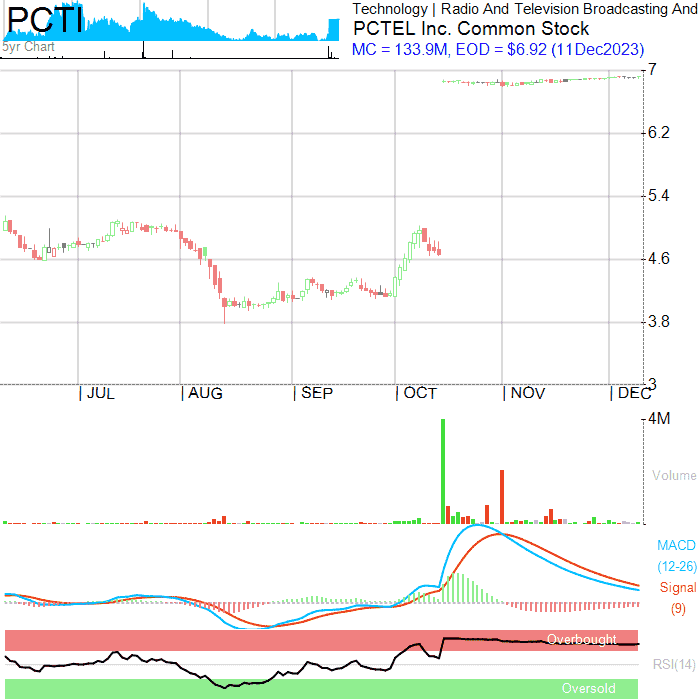 PCTI
5yr Chart
Technology | Radio And Television Broadcasting And
PCTEL Inc. Common Stock
MC = 133.9M, EOD = $6.92 (11Dec2023)
7
6.2
5.4
4.6
3.8
3
JUL AUG SEP OCT NOV DEC
4M
Volume
MACD
(12-26)
Signal
(9)
Overbought
RSI(14)
Oversold